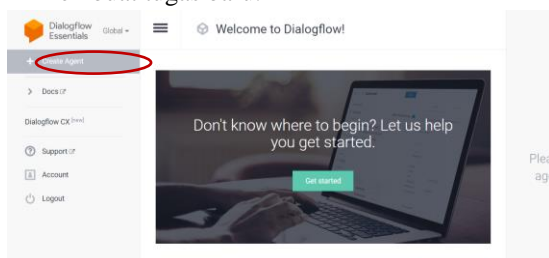 Dialogflow
Essentials
Global
Welcome to Dialogflow!
+ Create Agent
> Docs
Dialogflow CX [new]
Support
Account
Logout
Don't know where to begin? Let us help
you get started.
Get started